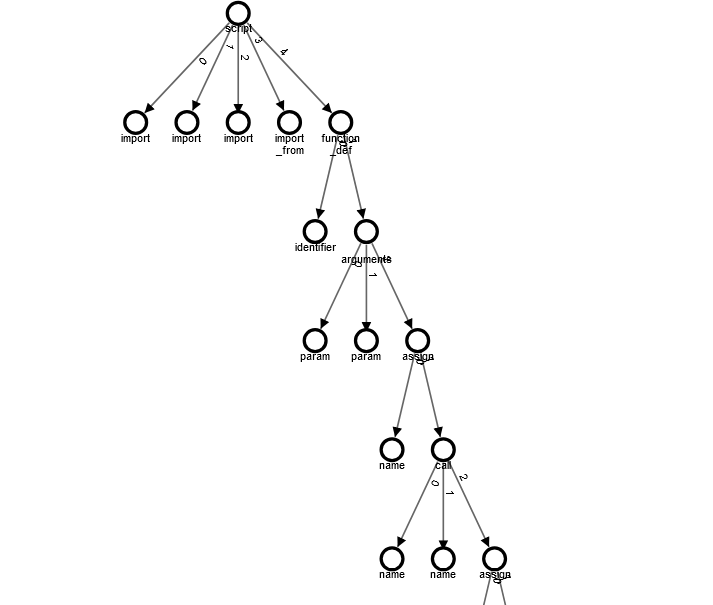 script
0
1
2
3
4
import
import
import
import
_from
function
_def
0
1
identifier
arguments
0
1
2
param
param
assign
0
1
name
call
0
1
2
name
name
assign
0
1